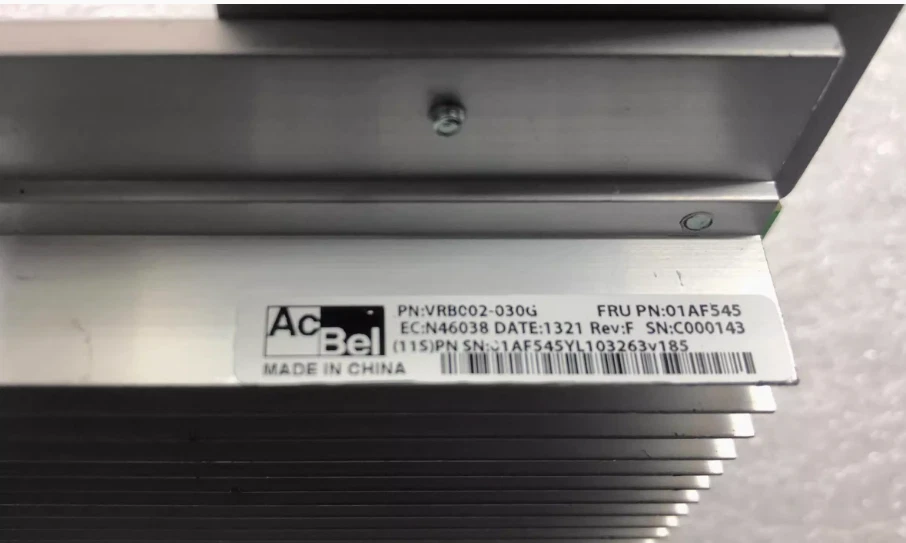 AcBel
PN:VRB002-030G FRU PN:01AF545
EC:N46038 DATE:1321 Rev:F SN:C000143
(11S)PN SN:01AF545YL103263v185
MADE IN CHINA